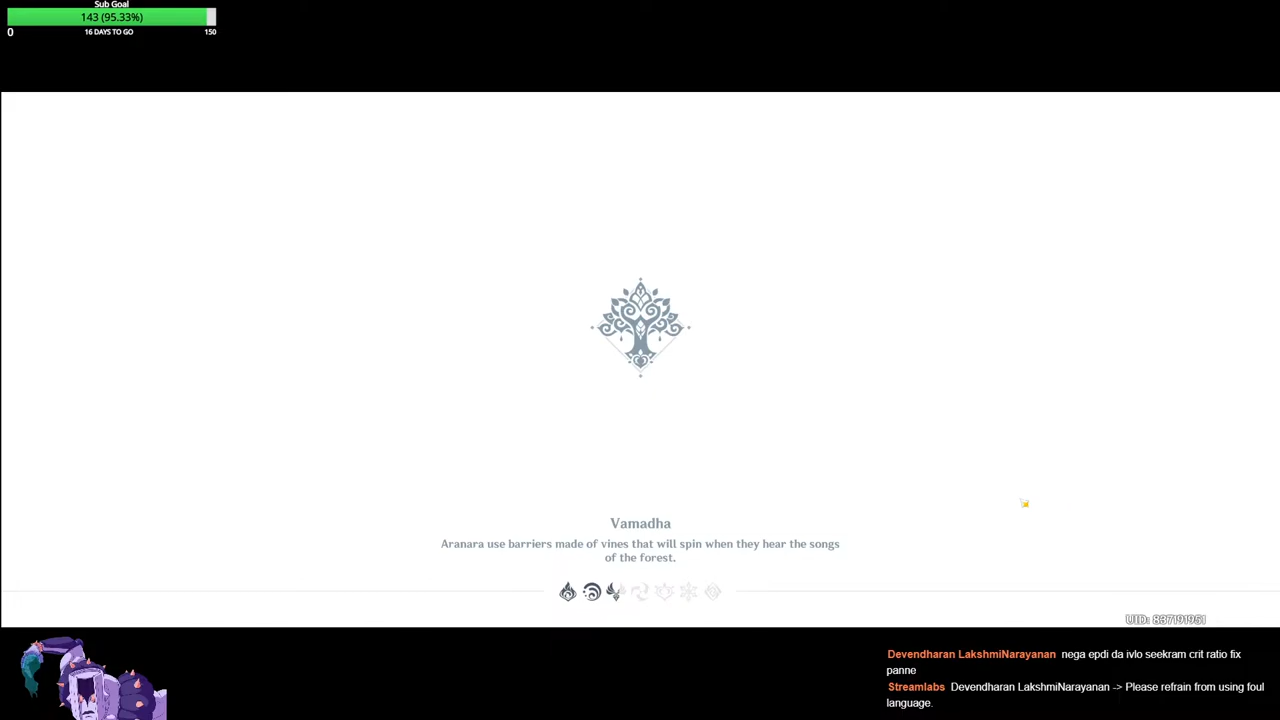 Sub Goal
143 (95.33%)
0 16 DAYS TO GO 150
Vamadha
Aranara use barriers made of vines that will spin when they hear the songs
of the forest.
UID: 837191951
Devendharan LakshmiNarayanan nega epdi da ivlo seekram crit ratio fix
panne
Streamlabs Devendharan LakshmiNarayanan -> Please refrain from using foul
language.